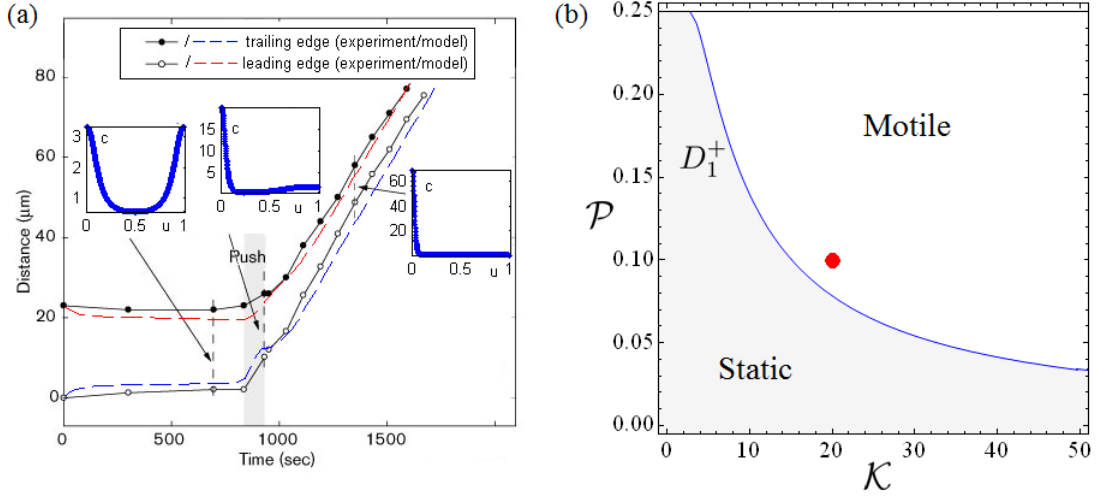 (a)
/ trailing edge (experiment/model)
/ leading edge (experiment/model)
80
60
40
20
0
Distance (μm)
0 500 1000 1500
Time (sec)
3
2
1
c
0 0.5 u 1
15
10
5
c
0 0.5 u 1
60
40
20
c
0 0.5 u 1
Push
(b)
0.25
0.20
0.15
0.10
0.05
0.00
P
0 10 20 30 40 50
K
D₁⁺
Motile
Static